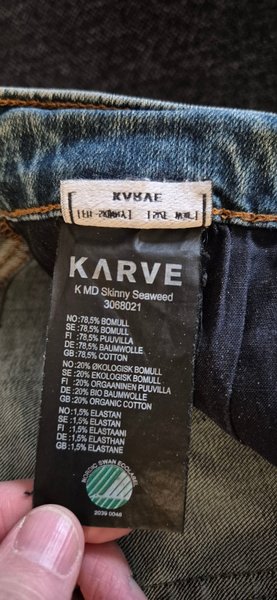 KARVE
KARVE
K MD Skinny Seaweed
3068021
NO:78,5% BOMULL
SE:78,5% BOMULL
FI :78,5% PUUVILLA
DE:78,5% BAUMWOLLE
GB:78,5% COTTON
NO:20% ØKOLOGISK BOMULL
SE:20% EKOLOGISK BOMULL
FI :20% ORGAANINEN PUUVILLA
DE:20% BIO BAUMWOLLE
GB:20% ORGANIC COTTON
NO:1,5% ELASTAN
SE:1,5% ELASTAN
FI :1,5% ELASTAANI
DE:1,5% ELASTHAN
GB:1,5% ELASTANE
NORDIC SWAN ECOLABEL
2039 0048